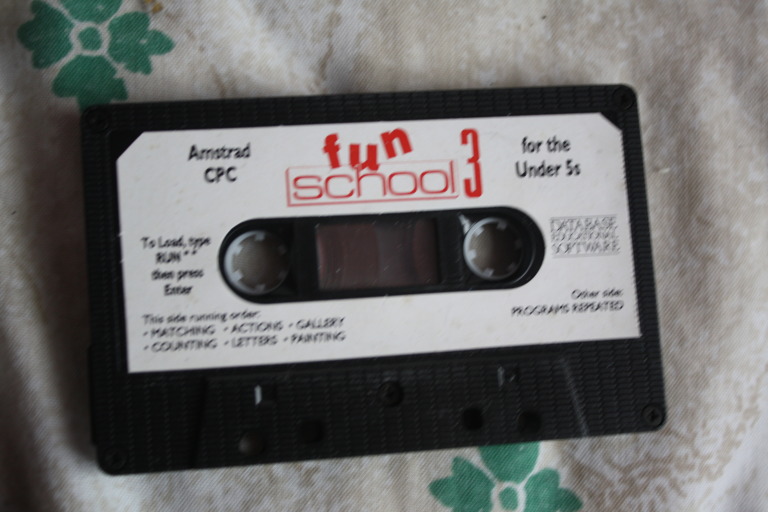 Amstrad
CPC
fun
school 3
for the
Under 5s
To Load, type
RUN""
then press
Enter
DATABASE
EDUCATIONAL
SOFTWARE
This side running order:
• MATCHING • ACTIONS • GALLERY
• COUNTING • LETTERS • PAINTING
Other side:
PROGRAMS REPEATED